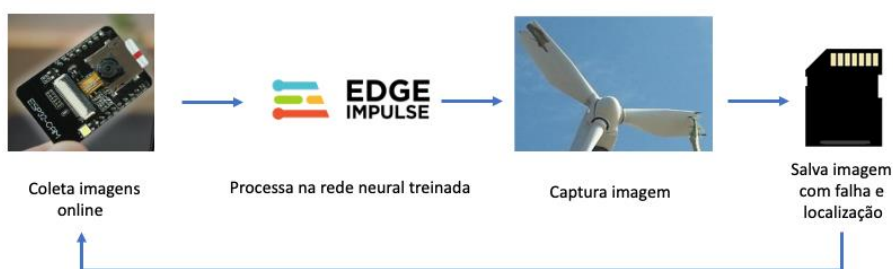 ESP32-CAM
EDGE
IMPULSE
Coleta imagens
online
Processa na rede neural treinada
Captura imagem
Salva imagem
com falha e
localização